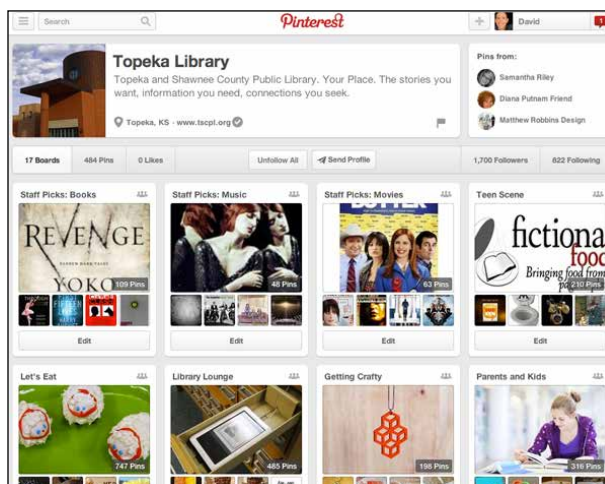 Search
Pinterest
David
1
Topeka Library
Topeka and Shawnee County Public Library. Your Place. The stories you
want, information you need, connections you seek.
Topeka, KS · www.tscpl.org
Pins from:
Samantha Riley
Diana Putnam Friend
Matthew Robbins Design
17 Boards
484 Pins
0 Likes
Unfollow All
Send Profile
1,700 Followers
622 Following
Staff Picks: Books
REVENGE
YOKO
109 Pins
Edit
Staff Picks: Music
48 Pins
Edit
Staff Picks: Movies
BUTTER
63 Pins
Edit
Teen Scene
fictiona
food
Bringing food from
210 Pins
Edit
Let's Eat
747 Pins
Library Lounge
485 Pins
Getting Crafty
196 Pins
Parents and Kids
316 Pins